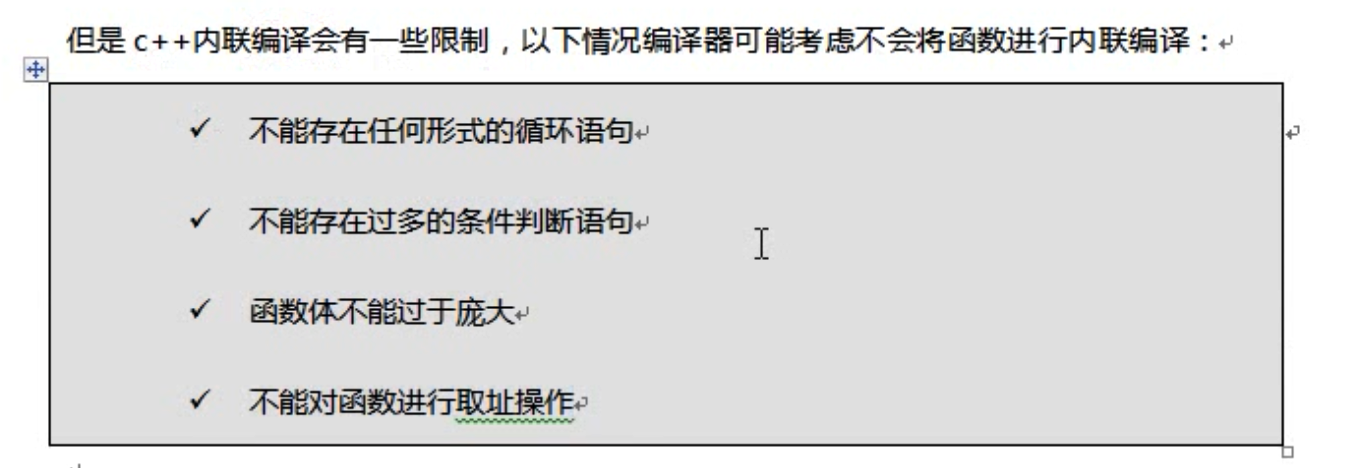 但是 c++内联编译会有一些限制，以下情况编译器可能考虑不会将函数进行内联编译：
✓ 不能存在任何形式的循环语句
✓ 不能存在过多的条件判断语句
✓ 函数体不能过于庞大
✓ 不能对函数进行取址操作